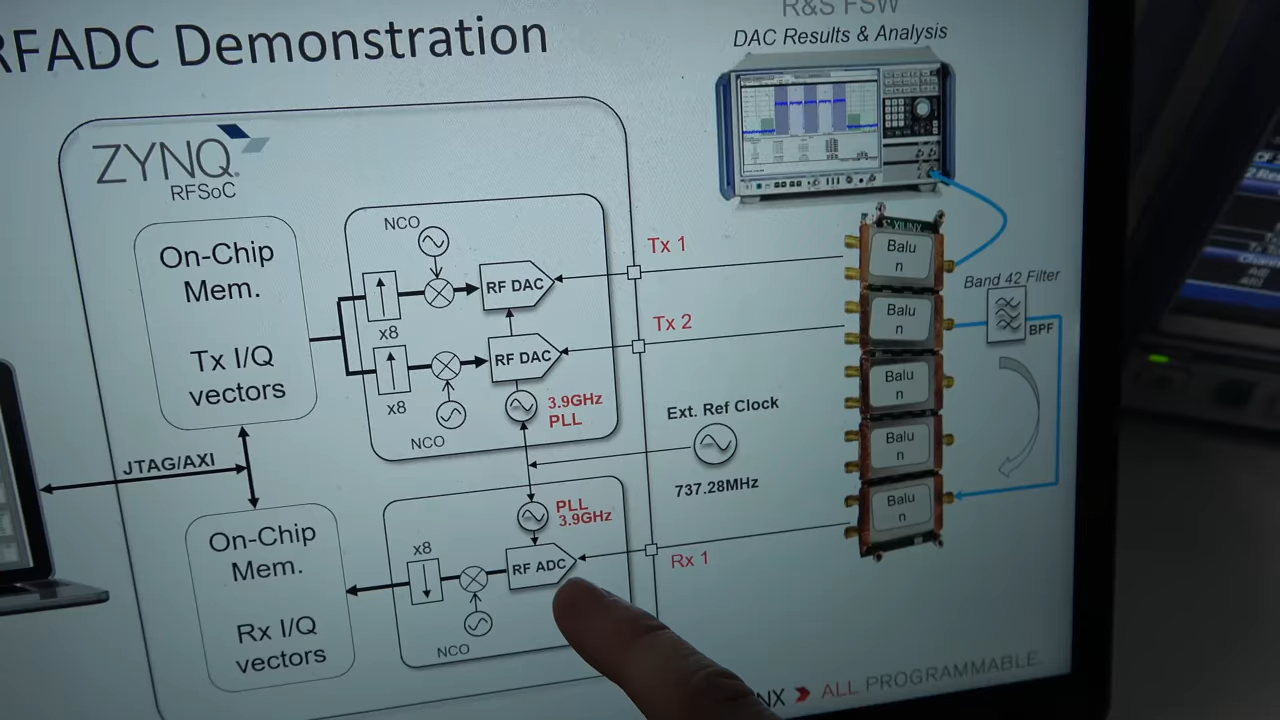 RFADC Demonstration
R&S FSW
DAC Results & Analysis
ZYNQ
RFSoC
On-Chip
Mem.
Tx I/Q
vectors
NCO
x8
RF DAC
RF DAC
x8
NCO
3.9GHz
PLL
Tx 1
Tx 2
Ext. Ref Clock
737.28MHz
XILINX
Balu
n
Balu
n
Balu
n
Balu
n
Balu
n
Band 42 Filter
BPF
JTAG/AXI
On-Chip
Mem.
Rx I/Q
vectors
x8
PLL
3.9GHz
RF ADC
NCO
Rx 1
NX
ALL PROGRAMMABLE